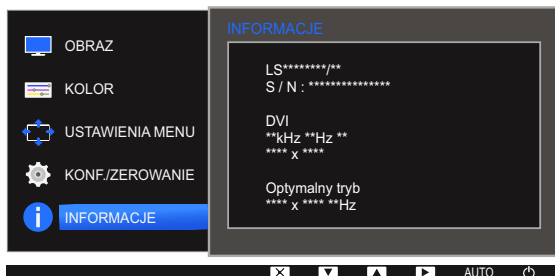 OBRAZ
KOLOR
USTAWIENIA MENU
KONF./ZEROWANIE
INFORMACJE
INFORMACJE
LS********/**
S / N : ***************
DVI
**kHz **Hz **
**** x ****
Optymalny tryb
**** x **** **Hz
AUTO